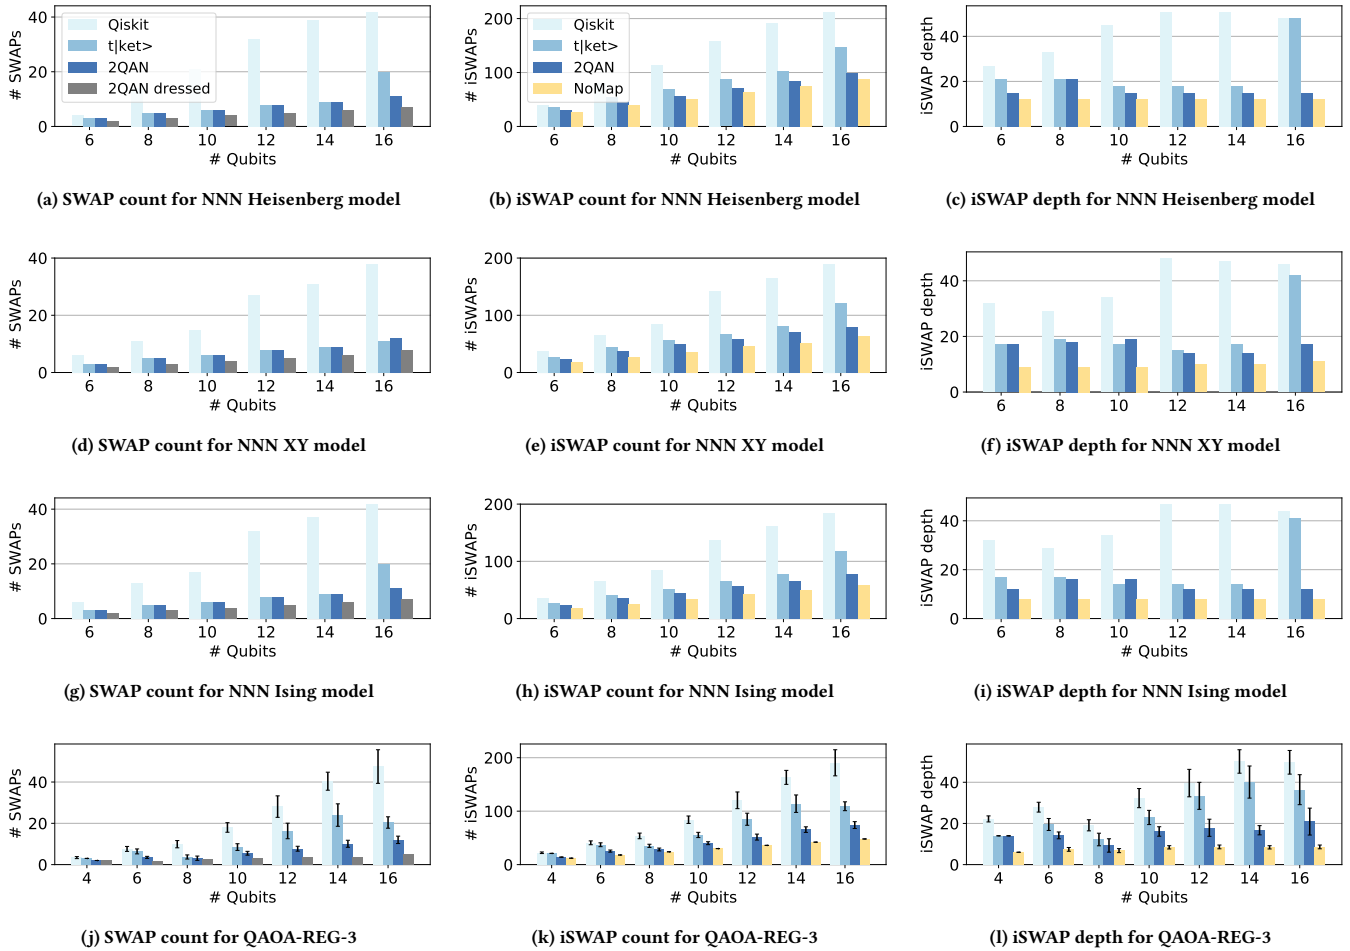 # SWAPs
40
20
0
Qiskit
t|ket>
2QAN
2QAN dressed
6 8 10 12 14 16
# Qubits
(a) SWAP count for NNN Heisenberg model
# iSWAPs
200
100
0
Qiskit
t|ket>
2QAN
NoMap
6 8 10 12 14 16
# Qubits
(b) iSWAP count for NNN Heisenberg model
iSWAP depth
40
20
0
6 8 10 12 14 16
# Qubits
(c) iSWAP depth for NNN Heisenberg model
# SWAPs
40
20
0
6 8 10 12 14 16
# Qubits
(d) SWAP count for NNN XY model
# iSWAPs
200
100
0
6 8 10 12 14 16
# Qubits
(e) iSWAP count for NNN XY model
iSWAP depth
40
20
0
6 8 10 12 14 16
# Qubits
(f) iSWAP depth for NNN XY model
# SWAPs
40
20
0
6 8 10 12 14 16
# Qubits
(g) SWAP count for NNN Ising model
# iSWAPs
200
100
0
6 8 10 12 14 16
# Qubits
(h) iSWAP count for NNN Ising model
iSWAP depth
40
20
0
6 8 10 12 14 16
# Qubits
(i) iSWAP depth for NNN Ising model
# SWAPs
40
20
0
4 6 8 10 12 14 16
# Qubits
(j) SWAP count for QAOA-REG-3
# iSWAPs
200
100
0
4 6 8 10 12 14 16
# Qubits
(k) iSWAP count for QAOA-REG-3
iSWAP depth
40
20
0
4 6 8 10 12 14 16
# Qubits
(l) iSWAP depth for QAOA-REG-3